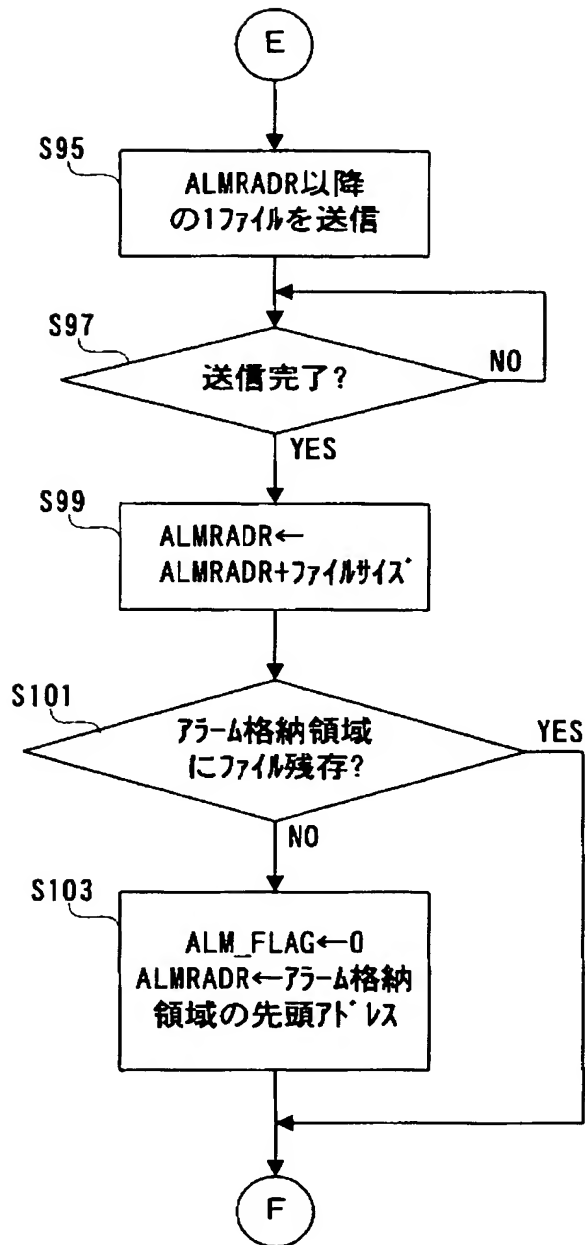 E
S95
ALMRADR以降
の1ファイルを送信
S97
送信完了?
NO
YES
S99
ALMRADR←
ALMRADR+ファイルサイズ
S101
アラーム格納領域
にファイル残存?
YES
NO
S103
ALM_FLAG←0
ALMRADR←アラーム格納
領域の先頭アドレス
F